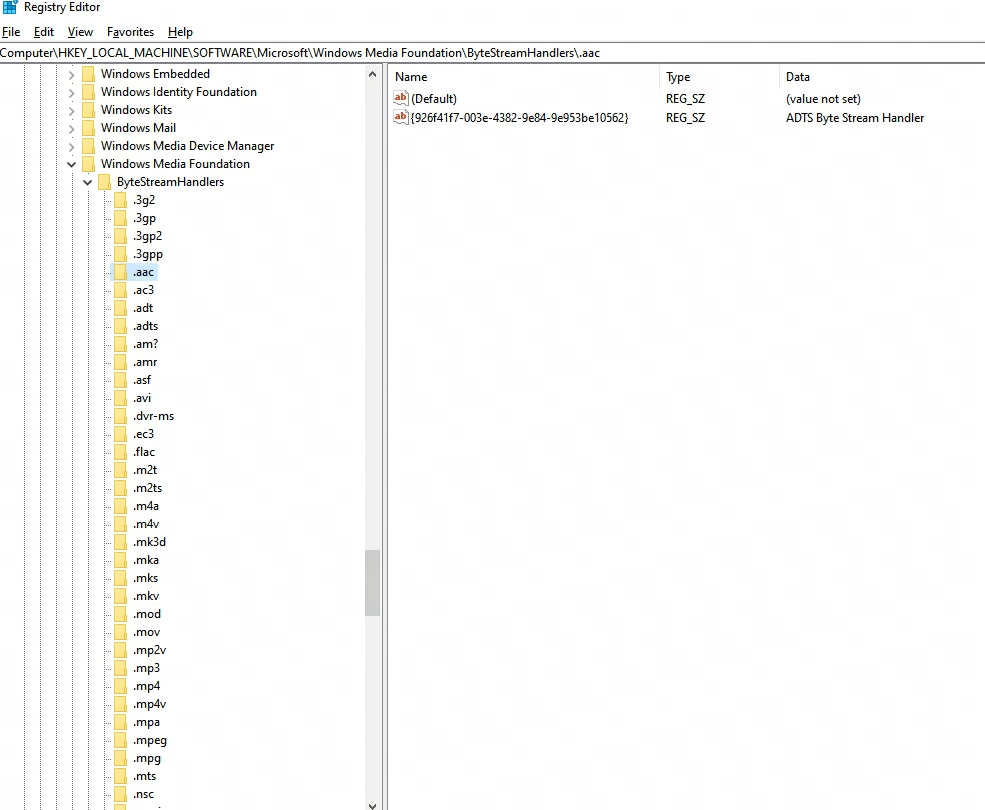 Registry Editor
File Edit View Favorites Help
Computer\HKEY_LOCAL_MACHINE\SOFTWARE\Microsoft\Windows Media Foundation\ByteStreamHandlers\.aac
Windows Embedded
Windows Identity Foundation
Windows Kits
Windows Mail
Windows Media Device Manager
Windows Media Foundation
ByteStreamHandlers
.3g2
.3gp
.3gp2
.3gpp
.aac
.ac3
.adt
.adts
.am?
.amr
.asf
.avi
.dvr-ms
.ec3
.flac
.m2t
.m2ts
.m4a
.m4v
.mk3d
.mka
.mks
.mkv
.mod
.mov
.mp2v
.mp3
.mp4
.mp4v
.mpa
.mpeg
.mpg
.mts
.nsc
Name Type Data
ab (Default) REG_SZ (value not set)
ab {926f41f7-003e-4382-9e84-9e953be10562} REG_SZ ADTS Byte Stream Handler